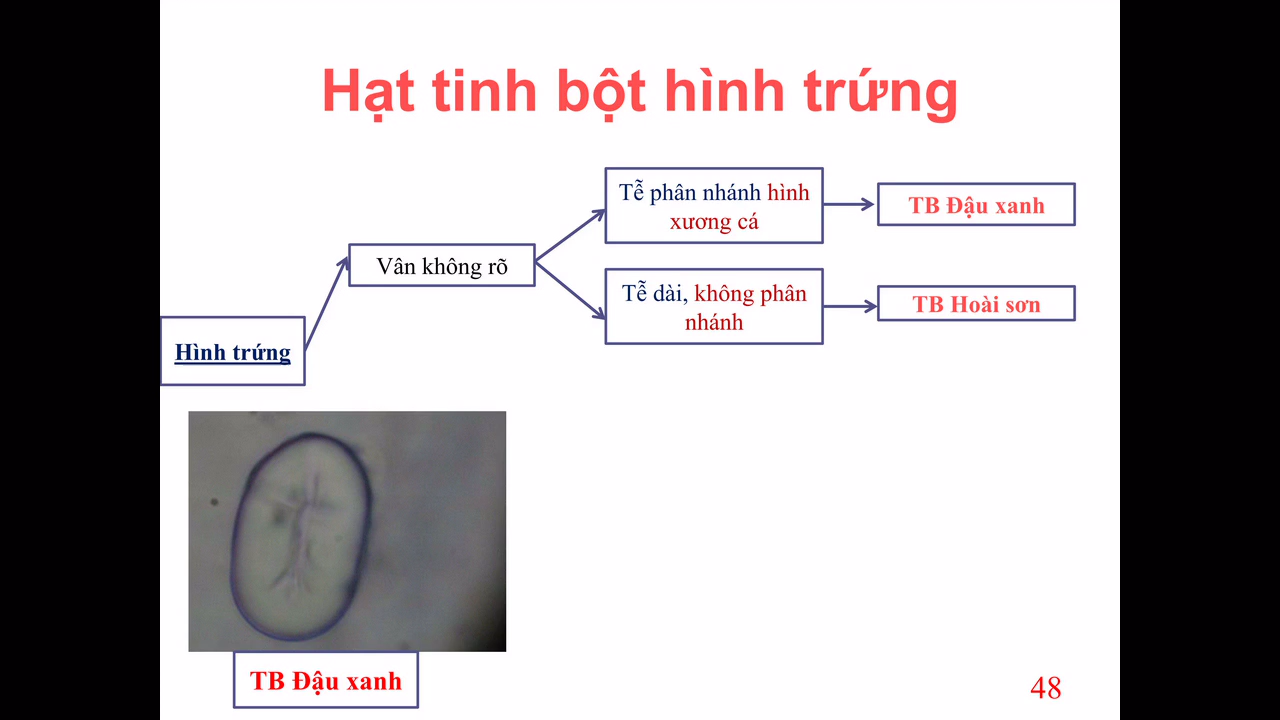 Hạt tinh bột hình trứng
Tễ phân nhánh hình
xương cá
TB Đậu xanh
Vân không rõ
Tễ dài, không phân
nhánh
TB Hoài sơn
Hình trứng
TB Đậu xanh
48